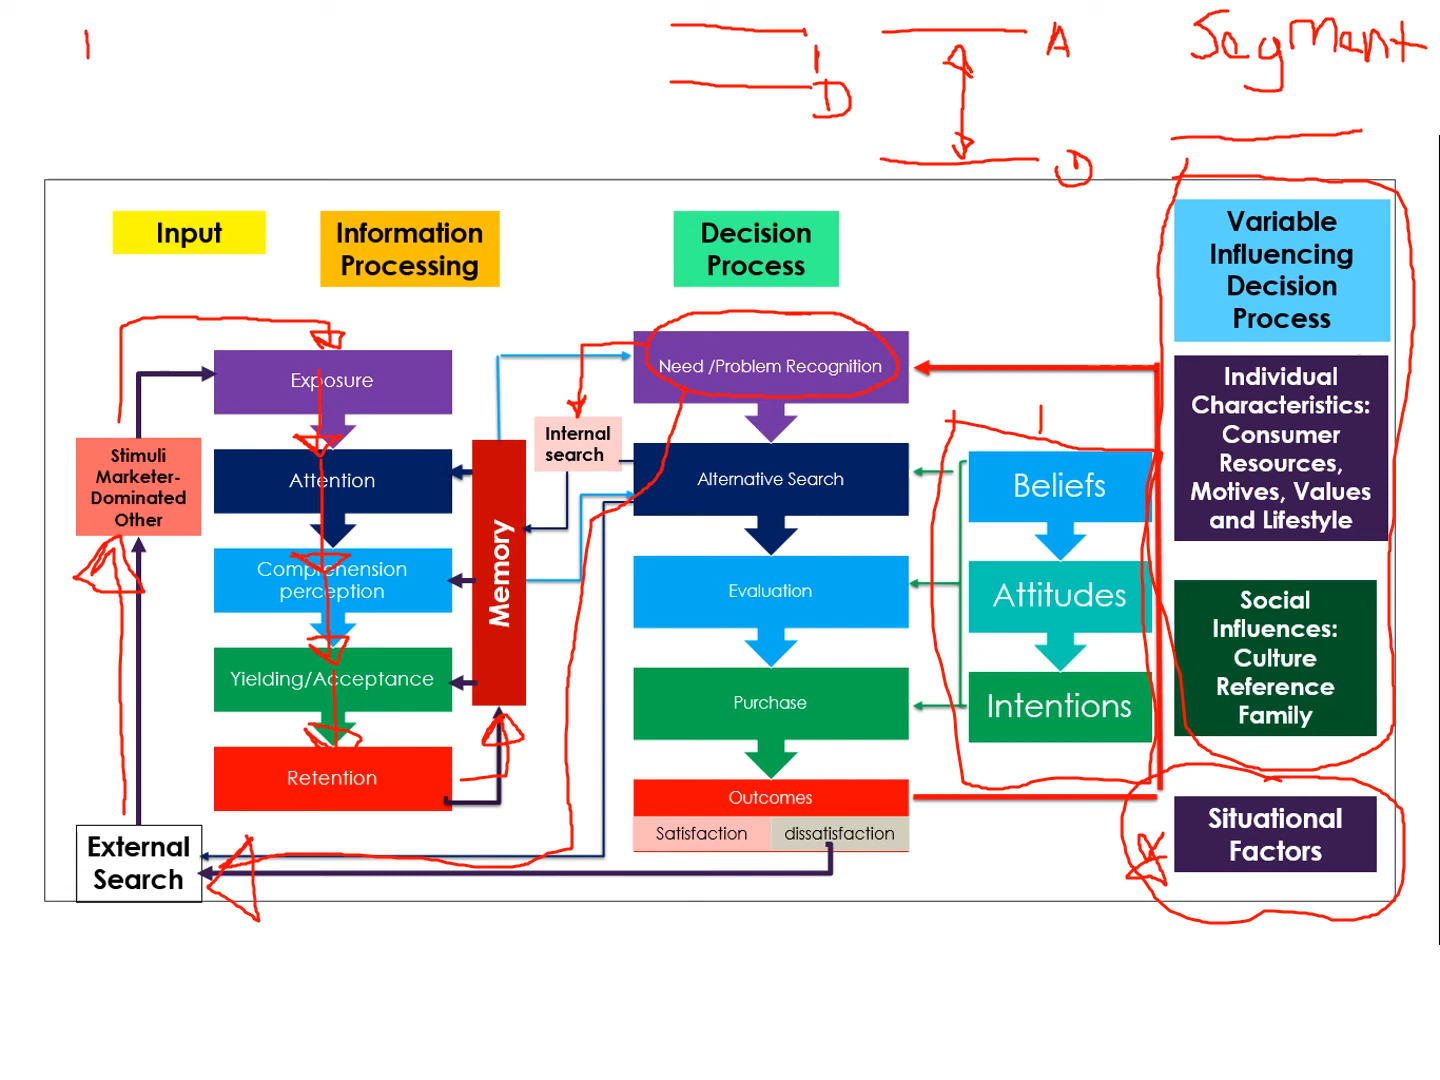 I
I
D
A
D
Segment
Input
Information
Processing
Decision
Process
Variable
Influencing
Decision
Process
Stimuli
Marketer-
Dominated
Other
External
Search
Exposure
Attention
Comprehension
perception
Yielding/Acceptance
Retention
Memory
Internal
search
Need /Problem Recognition
Alternative Search
Evaluation
Purchase
Outcomes
Satisfaction
dissatisfaction
I
Beliefs
Attitudes
Intentions
Individual
Characteristics:
Consumer
Resources,
Motives, Values
and Lifestyle
Social
Influences:
Culture
Reference
Family
Situational
Factors